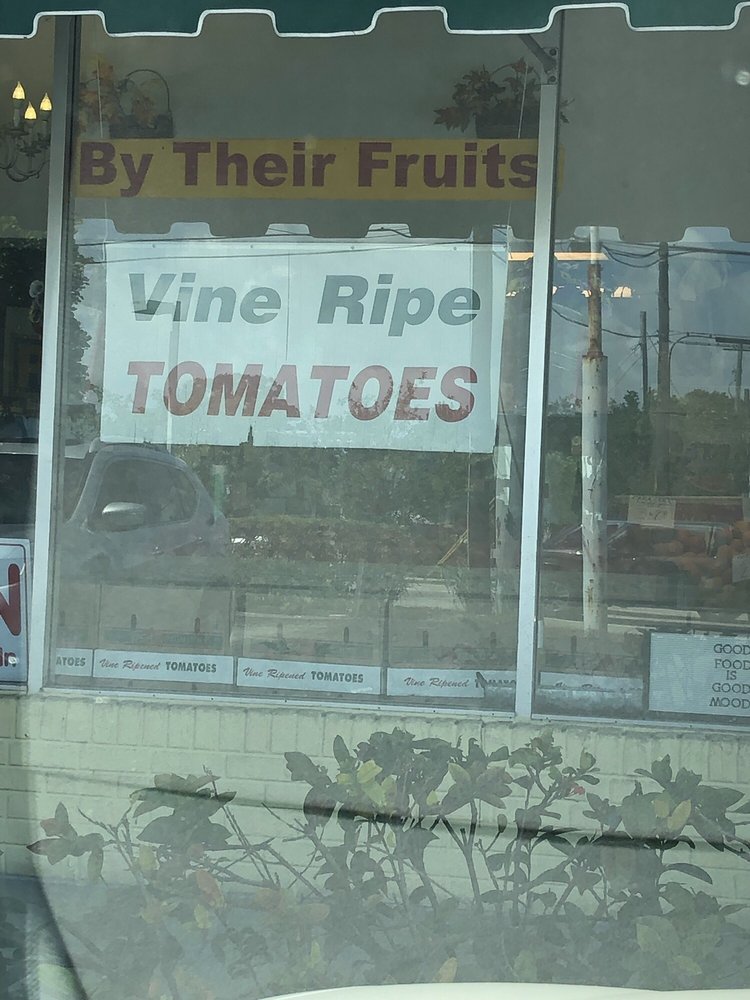 By Their Fruits
Vine Ripe
TOMATOES
ATOES
Vine Ripened TOMATOES
Vine Ripened TOMATOES
Vine Ripened
GOOD
FOOD
IS
GOOD
MOOD